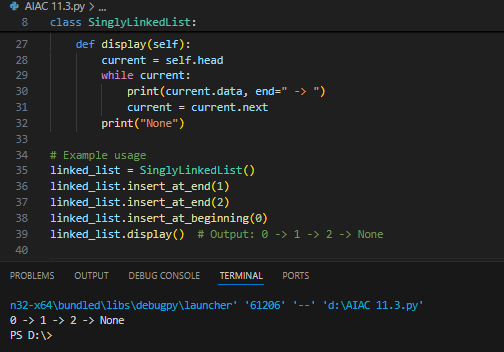 AIAC 11.3.py > ...
8 class SinglyLinkedList:
27 def display(self):
28 current = self.head
29 while current:
30 print(current.data, end=" -> ")
31 current = current.next
32 print("None")
33
34 # Example usage
35 linked_list = SinglyLinkedList()
36 linked_list.insert_at_end(1)
37 linked_list.insert_at_end(2)
38 linked_list.insert_at_beginning(0)
39 linked_list.display()  # Output: 0 -> 1 -> 2 -> None
40
PROBLEMS OUTPUT DEBUG CONSOLE TERMINAL PORTS
n32-x64\bundled\libs\debugpy\launcher' '61206' '--' 'd:\AIAC 11.3.py'
0 -> 1 -> 2 -> None
PS D:\>